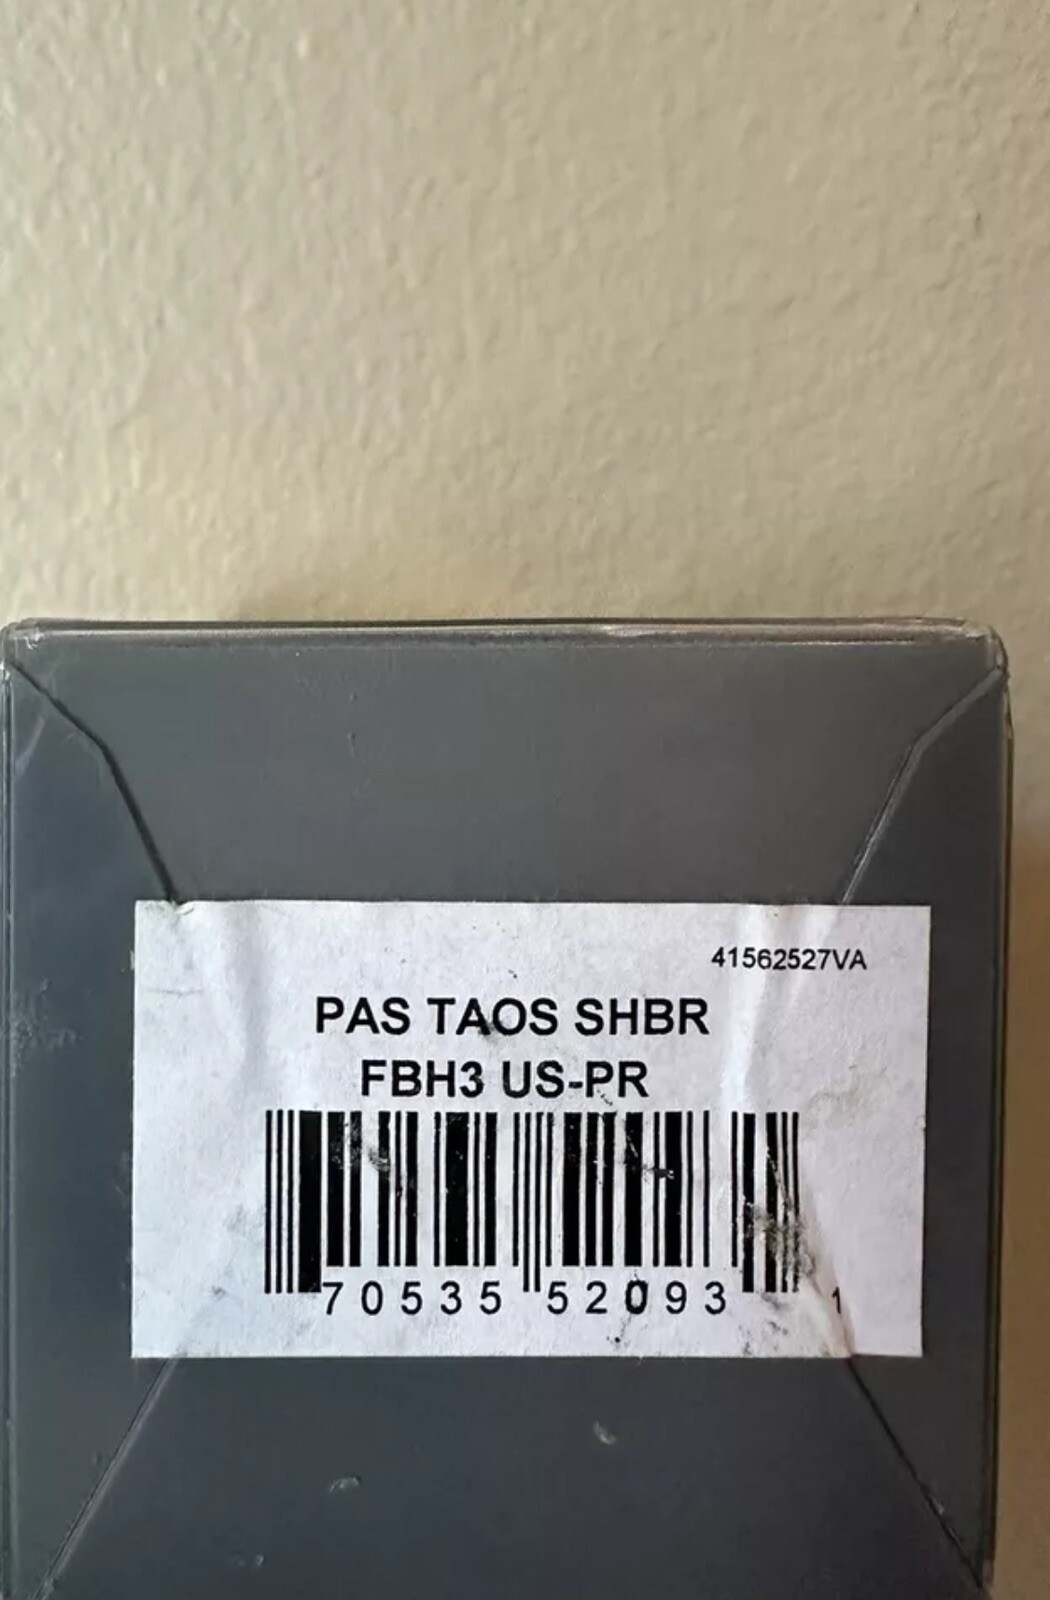 41562527VA
PAS TAOS SHBR
FBH3 US-PR
70535 52093 1